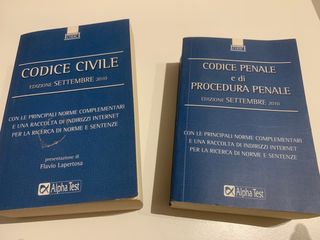 CODICE CIVILE
EDIZIONE SETTEMBRE 2010
CON LE PRINCIPALI NORME COMPLEMENTARI
E UNA RACCOLTA DI INDIRIZZI INTERNET
PER LA RICERCA DI NORME E SENTENZE
presentazione di
Flavio Lapertosa
Alpha Test
CODICE PENALE
e di
PROCEDURA PENALE
EDIZIONE SETTEMBRE 2010
CON LE PRINCIPALI NORME COMPLEMENTARI
E UNA RACCOLTA DI INDIRIZZI INTERNET
PER LA RICERCA DI NORME E SENTENZE
Alpha Test